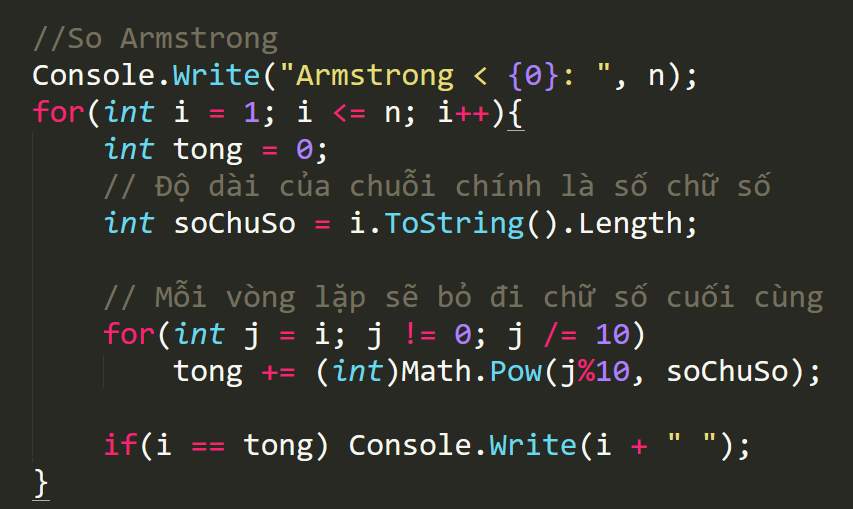 //So Armstrong
Console.Write("Armstrong < {0}: ", n);
for(int i = 1; i <= n; i++){
    int tong = 0;
    // Độ dài của chuỗi chính là số chữ số
    int soChuSo = i.ToString().Length;

    // Mỗi vòng lặp sẽ bỏ đi chữ số cuối cùng
    for(int j = i; j != 0; j /= 10)
        tong += (int)Math.Pow(j%10, soChuSo);

    if(i == tong) Console.Write(i + " ");
}